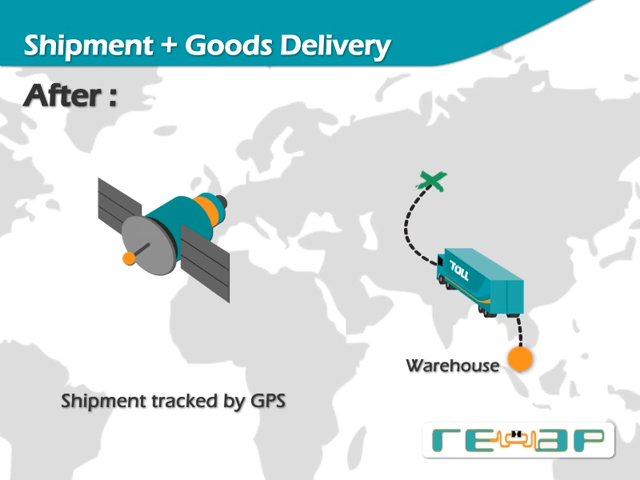 Shipment + Goods Delivery
After :
TOLL
Warehouse
Shipment tracked by GPS